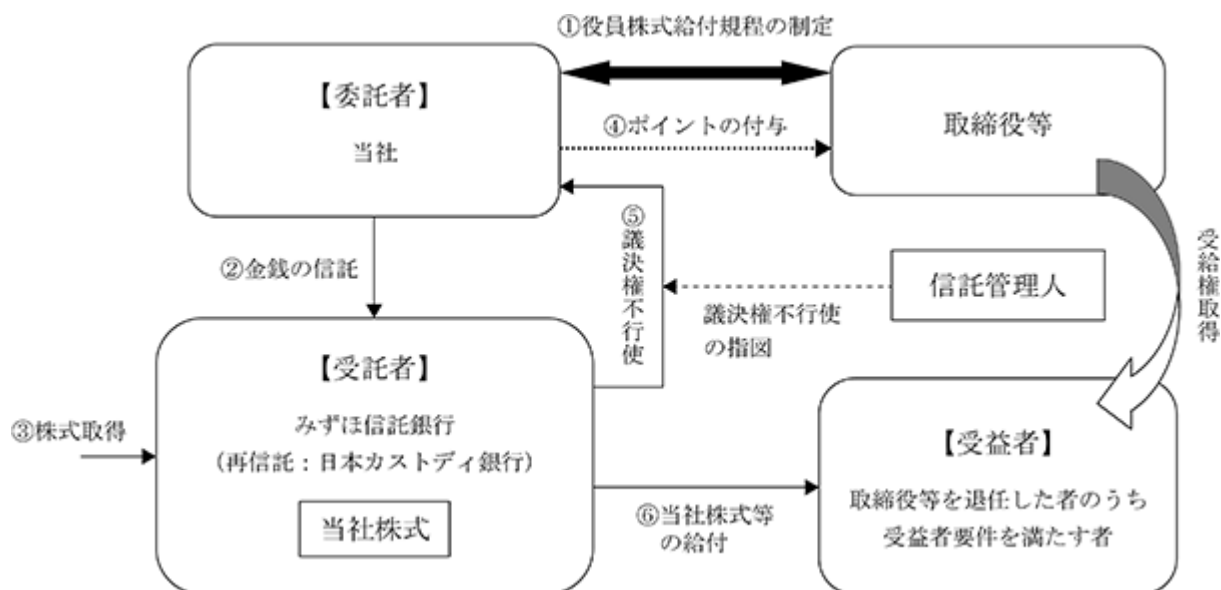 ①役員株式給付規程の制定
【委託者】
当社
④ポイントの付与
取締役等
②金銭の信託
⑤議決権不行使
議決権不行使
の指図
信託管理人
受給権取得
【受託者】
みずほ信託銀行
(再信託：日本カストディ銀行)
当社株式
③株式取得
⑥当社株式等
の給付
【受益者】
取締役等を退任した者のうち
受益者要件を満たす者